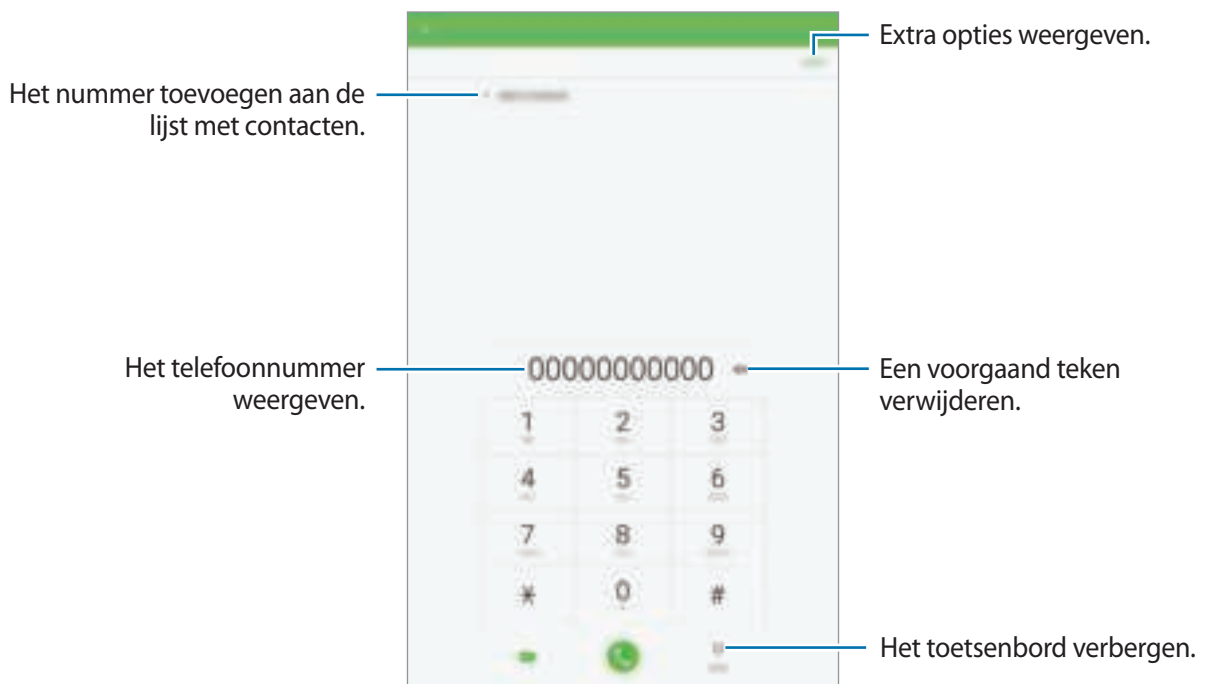 Extra opties weergeven.
Het nummer toevoegen aan de
lijst met contacten.
Het telefoonnummer
weergeven.
00000000000
Een voorgaand teken
verwijderen.
1 2 3
4 5 6
7 8 9
* 0 #
Het toetsenbord verbergen.